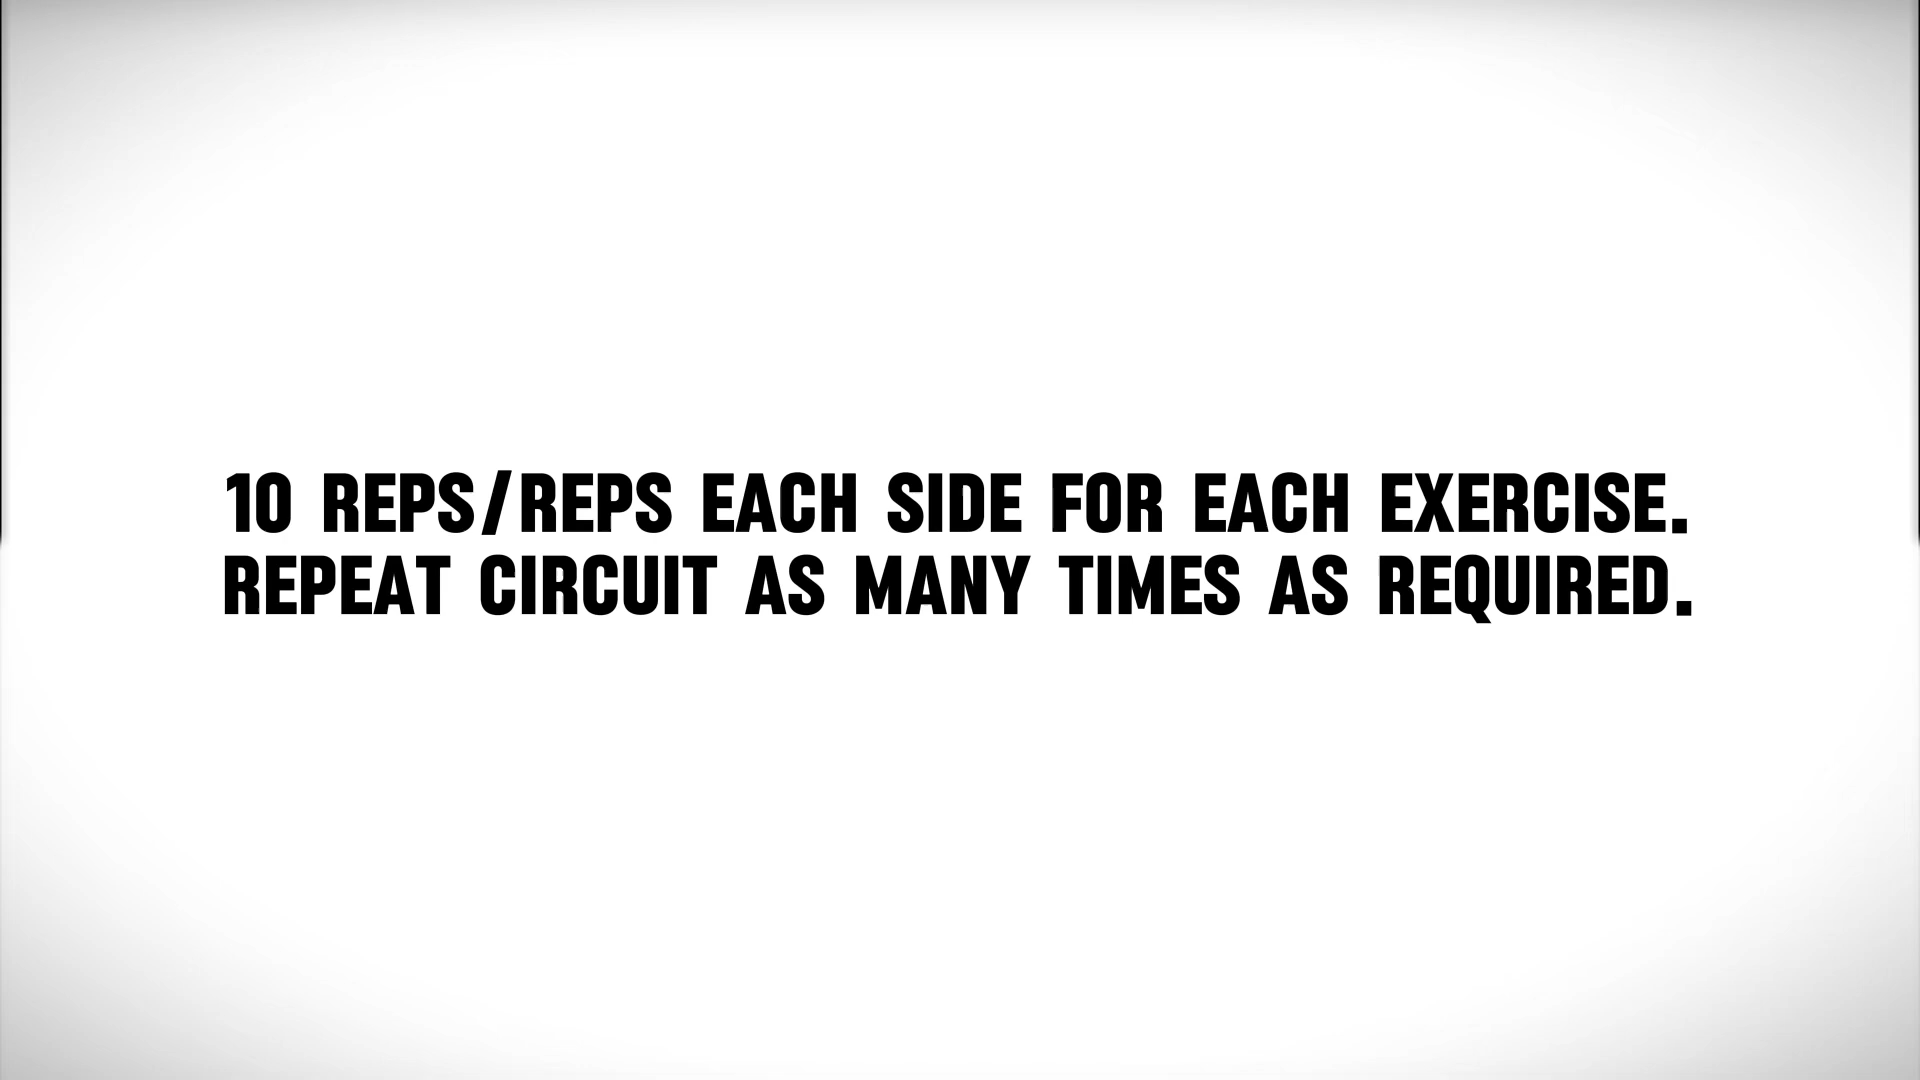 10 REPS/REPS EACH SIDE FOR EACH EXERCISE.
REPEAT CIRCUIT AS MANY TIMES AS REQUIRED.